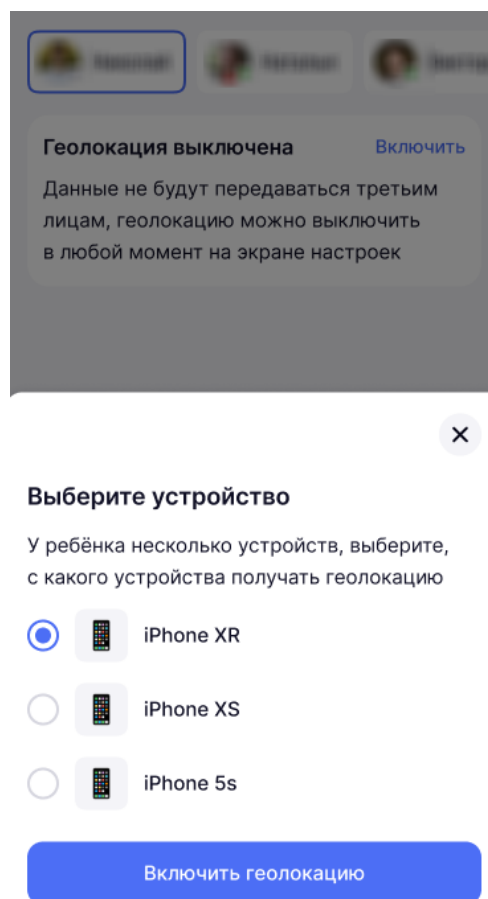 Геолокация выключена
Включить
Данные не будут передаваться третьим
лицам, геолокацию можно выключить
в любой момент на экране настроек
Выберите устройство
У ребёнка несколько устройств, выберите,
с какого устройства получать геолокацию
iPhone XR
iPhone XS
iPhone 5s
Включить геолокацию